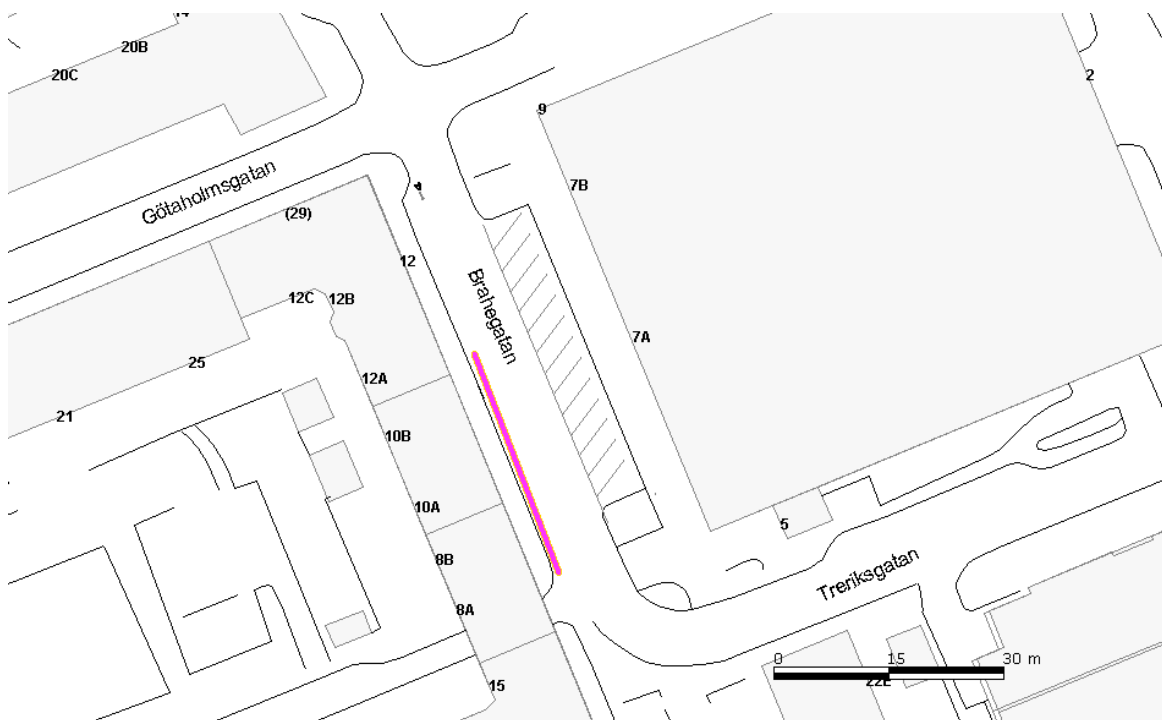 14
20B
20C
2
9
Götaholmsgatan
7B
(29)
12
12C
12B
Brahegatan
7A
25
12A
21
10B
10A
5
8B
Treriksgatan
8A
0 15 30 m
22E
15